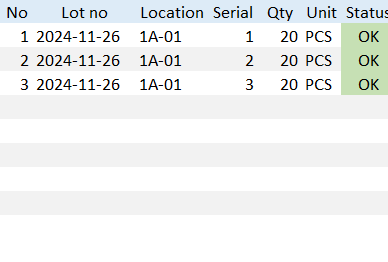 No Lot no Location Serial Qty Unit Status
1 2024-11-26 1A-01 1 20 PCS OK
2 2024-11-26 1A-01 2 20 PCS OK
3 2024-11-26 1A-01 3 20 PCS OK